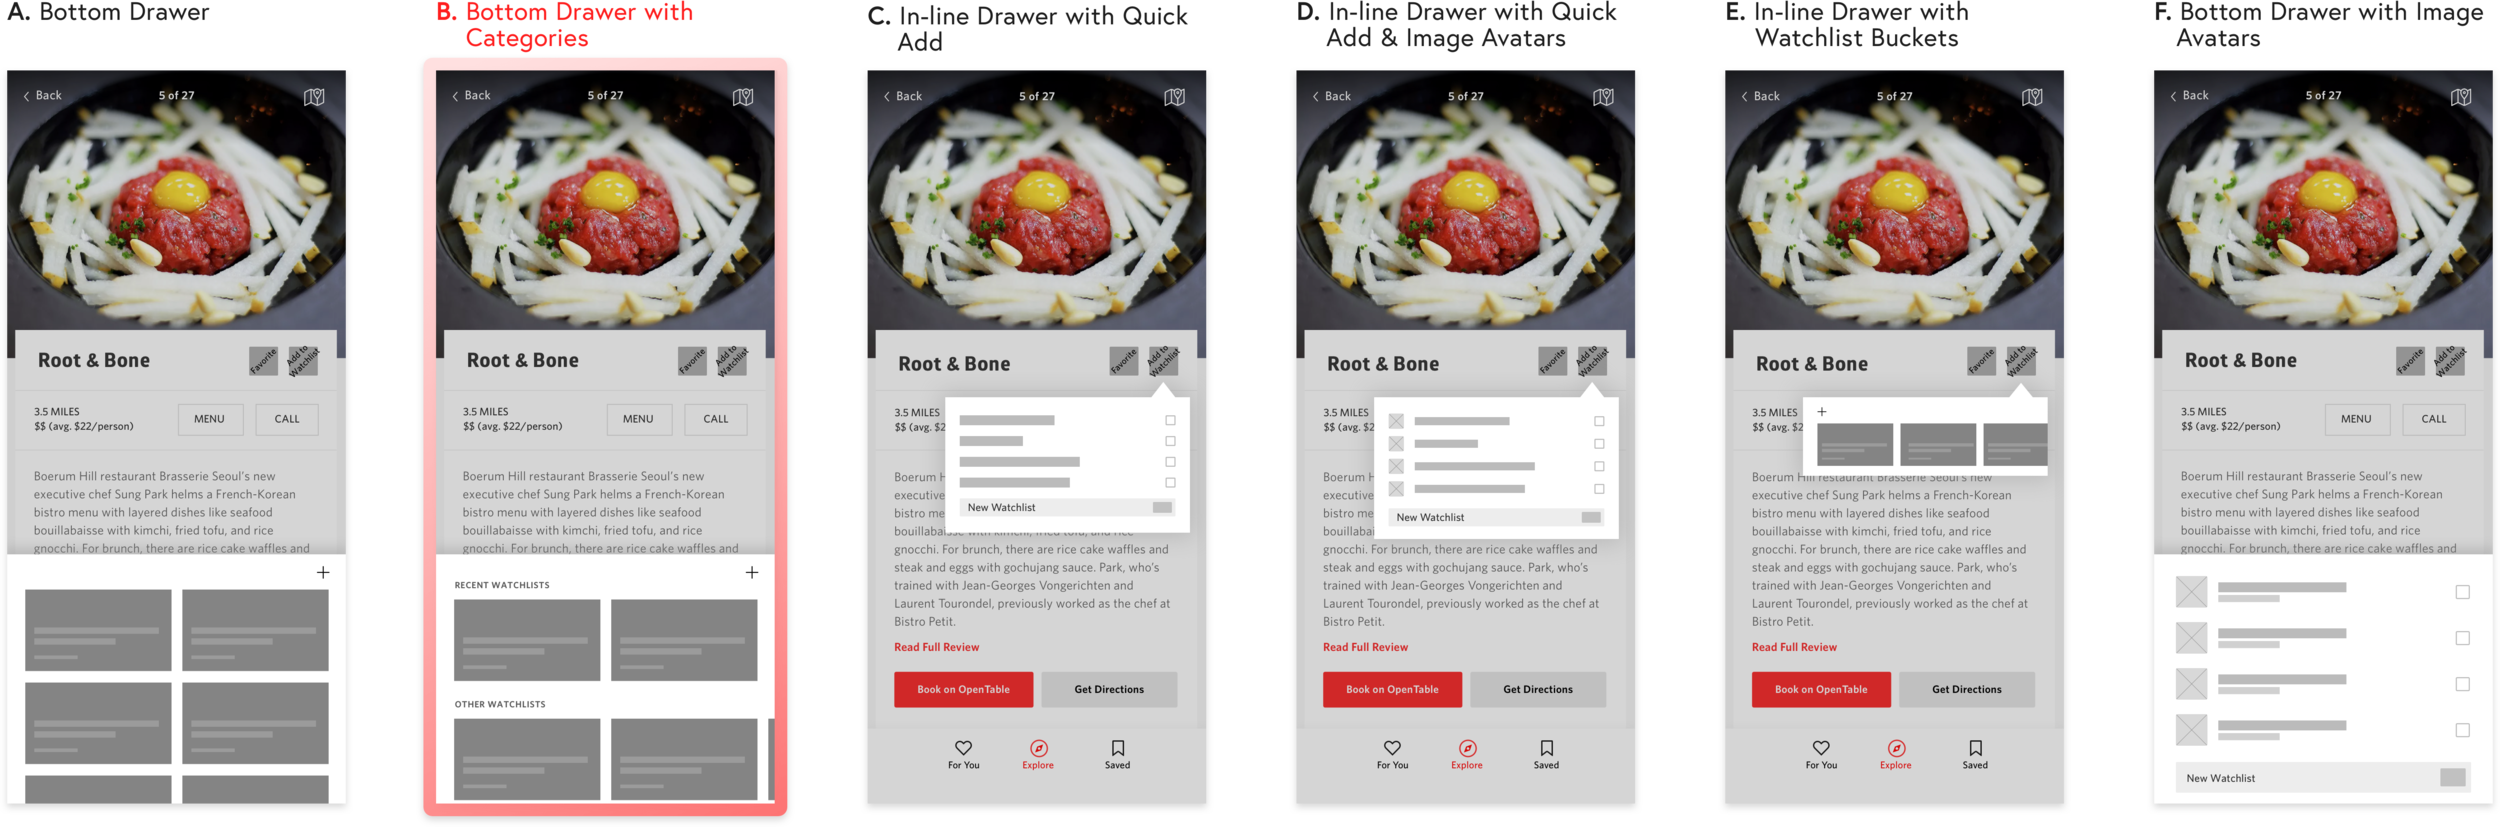 A. Bottom Drawer
B. Bottom Drawer with
Categories
C. In-line Drawer with Quick
Add
D. In-line Drawer with Quick
Add & Image Avatars
E. In-line Drawer with
Watchlist Buckets
F. Bottom Drawer with Image
Avatars
Back
5 of 27
Root & Bone
Favorite
Add to
Watchlist
3.5 MILES
$$ (avg. $22/person)
MENU
CALL
Boerum Hill restaurant Brasserie Seoul's new
executive chef Sung Park helms a French-Korean
bistro menu with layered dishes like seafood
bouillabaisse with kimchi, fried tofu, and rice
gnocchi. For brunch, there are rice cake waffles and
Back
5 of 27
Root & Bone
Favorite
Add to
Watchlist
3.5 MILES
$$ (avg. $22/person)
MENU
CALL
Boerum Hill restaurant Brasserie Seoul's new
executive chef Sung Park helms a French-Korean
bistro menu with layered dishes like seafood
bouillabaisse with kimchi, fried tofu, and rice
gnocchi. For brunch, there are rice cake waffles and
RECENT WATCHLISTS
OTHER WATCHLISTS
Back
5 of 27
Root & Bone
Favorite
Add to
Watchlist
3.5 MILES
$$ (avg. $2
New Watchlist
Boerum H
executive
bistro me
bouillabai
gnocchi. For brunch, there are rice cake waffles and
steak and eggs with gochujang sauce. Park, who's
trained with Jean-Georges Vongerichten and
Laurent Tourondel, previously worked as the chef at
Bistro Petit.
Read Full Review
Book on OpenTable
Get Directions
For You
Explore
Saved
Back
5 of 27
Root & Bone
Favorite
Add to
Watchlist
3.5 MILES
$$ (avg. $2
New Watchlist
Boerum H
executive
bistro me
bouillaba
gnocchi. For brunch, there are rice cake waffles and
steak and eggs with gochujang sauce. Park, who's
trained with Jean-Georges Vongerichten and
Laurent Tourondel, previously worked as the chef at
Bistro Petit.
Read Full Review
Book on OpenTable
Get Directions
For You
Explore
Saved
Back
5 of 27
Root & Bone
Favorite
Add to
Watchlist
3.5 MILES
$$ (avg. $2
Boerum Hill restaurant Brasserie Seoul's new
executive chef Sung Park helms a French-Korean
bistro menu with layered dishes like seafood
bouillabaisse with kimchi, fried tofu, and rice
gnocchi. For brunch, there are rice cake waffles and
steak and eggs with gochujang sauce. Park, who's
trained with Jean-Georges Vongerichten and
Laurent Tourondel, previously worked as the chef at
Bistro Petit.
Read Full Review
Book on OpenTable
Get Directions
For You
Explore
Saved
Back
5 of 27
Root & Bone
Favorite
Add to
Watchlist
3.5 MILES
$$ (avg. $22/person)
MENU
CALL
Boerum Hill restaurant Brasserie Seoul's new
executive chef Sung Park helms a French-Korean
bistro menu with layered dishes like seafood
bouillabaisse with kimchi, fried tofu, and rice
gnocchi. For brunch, there are rice cake waffles and
New Watchlist